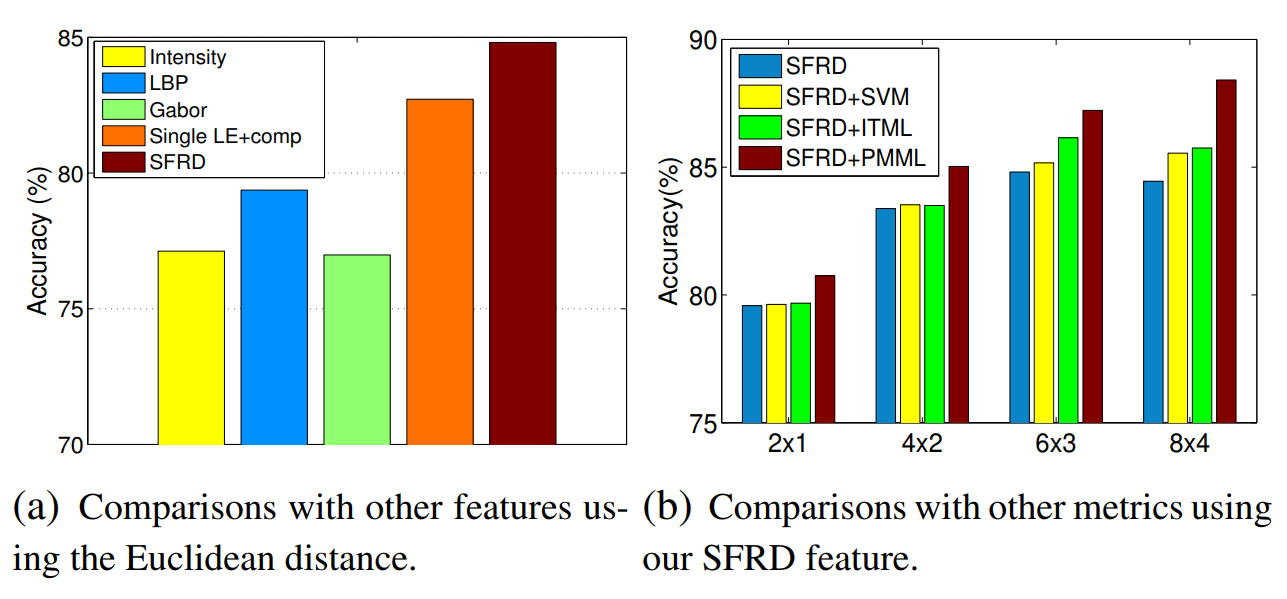 85
80
75
70
Accuracy (%)
Intensity
LBP
Gabor
Single LE+comp
SFRD
(a) Comparisons with other features us-
ing the Euclidean distance.
90
85
80
75
Accuracy(%)
SFRD
SFRD+SVM
SFRD+ITML
SFRD+PMML
2x1 4x2 6x3 8x4
(b) Comparisons with other metrics using
our SFRD feature.